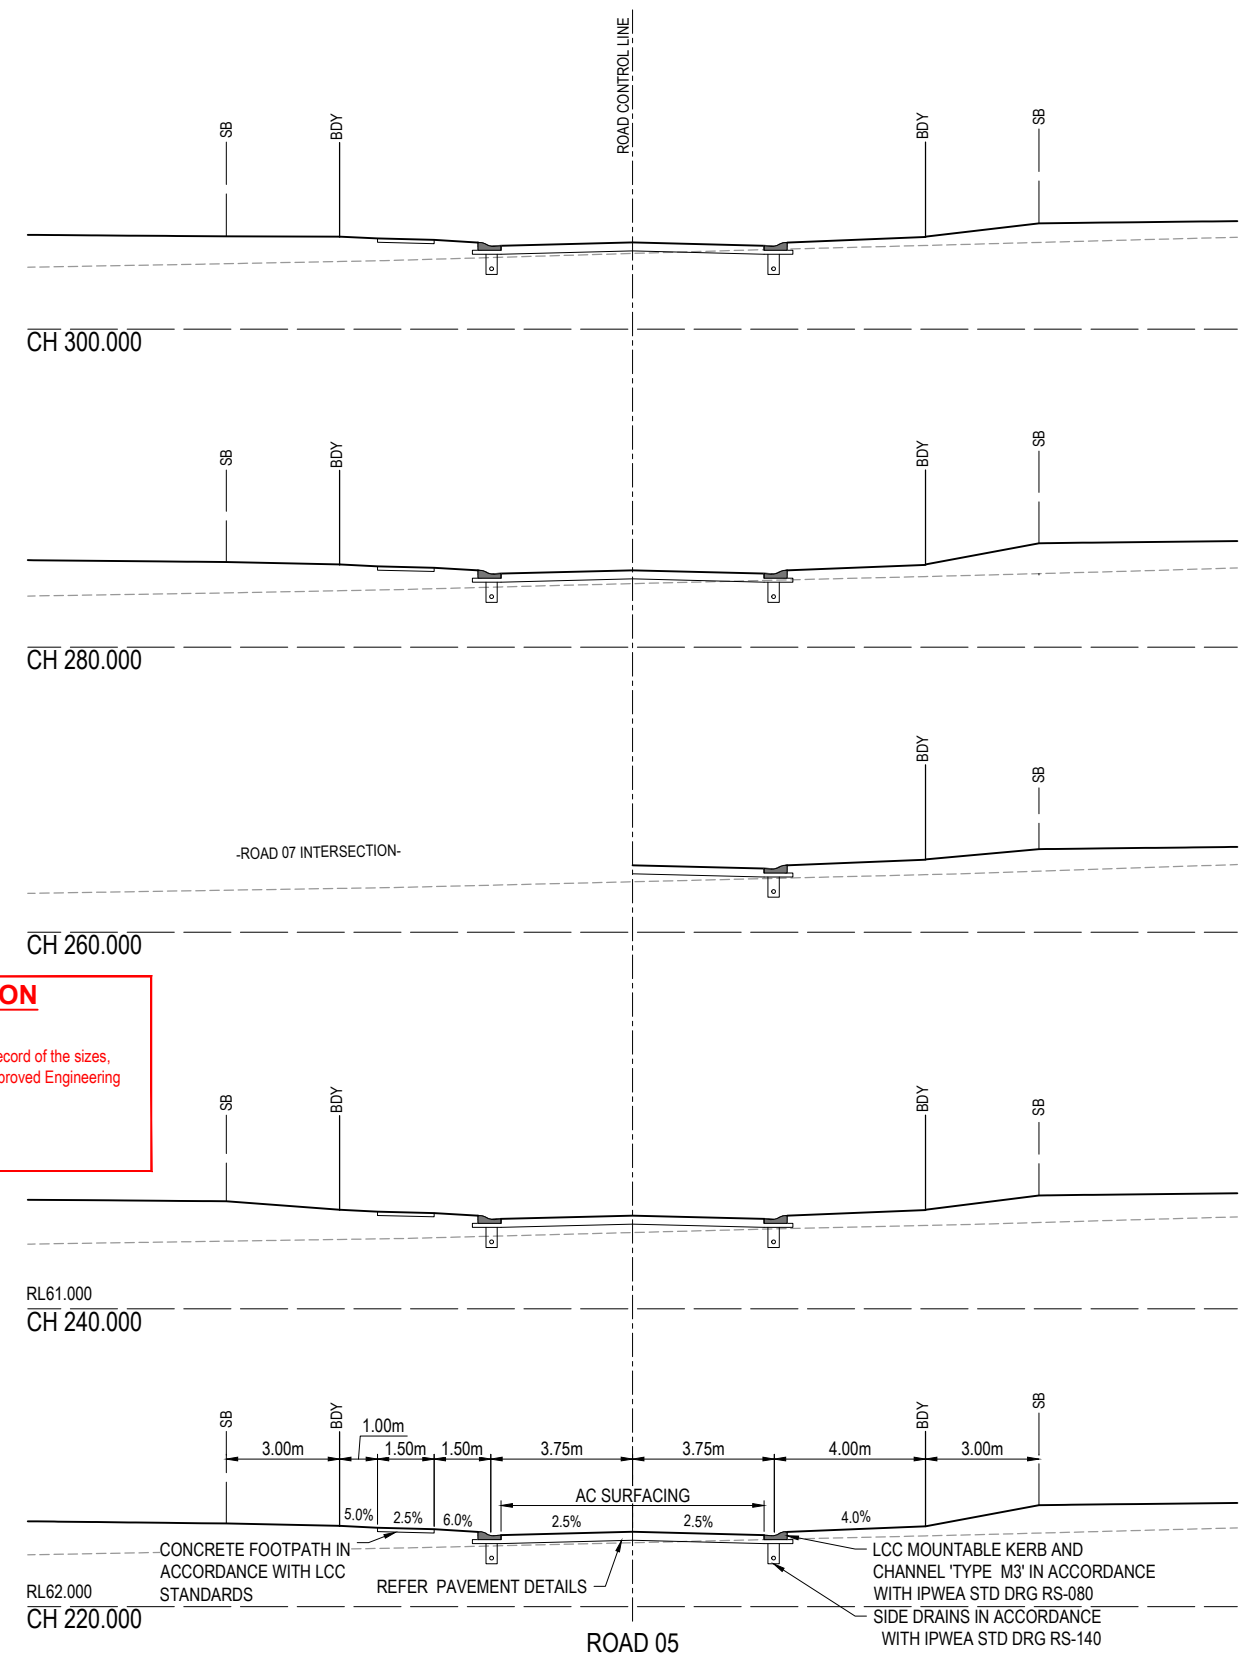 ROAD CONTROL LINE
SB
BDY
BDY
SB
CH 300.000
SB
BDY
BDY
SB
CH 280.000
BDY
SB
-ROAD 07 INTERSECTION-
CH 260.000
ON
ecord of the sizes,
proved Engineering
SB
BDY
BDY
SB
RL61.000
CH 240.000
SB
BDY
BDY
SB
1.00m
3.00m 1.50m 1.50m 3.75m 3.75m 4.00m 3.00m
AC SURFACING
5.0% 2.5% 6.0% 2.5% 2.5% 4.0%
CONCRETE FOOTPATH IN
ACCORDANCE WITH LCC
STANDARDS
REFER PAVEMENT DETAILS
LCC MOUNTABLE KERB AND
CHANNEL 'TYPE M3' IN ACCORDANCE
WITH IPWEA STD DRG RS-080
SIDE DRAINS IN ACCORDANCE
WITH IPWEA STD DRG RS-140
RL62.000
CH 220.000
ROAD 05